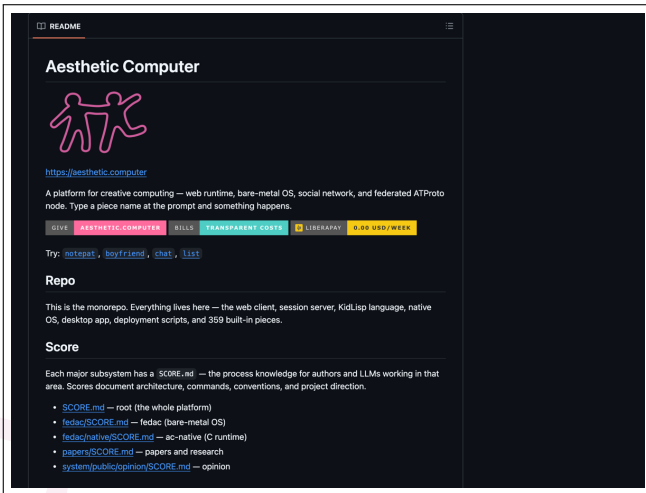 README
Aesthetic Computer
https://aesthetic.computer
A platform for creative computing — web runtime, bare-metal OS, social network, and federated ATProto
node. Type a piece name at the prompt and something happens.
GIVE AESTHETIC.COMPUTER BILLS TRANSPARENT COSTS LIBERAPAY 0.00 USD/WEEK
Try: notepat, boyfriend, chat, list
Repo
This is the monorepo. Everything lives here — the web client, session server, KidLisp language, native
OS, desktop app, deployment scripts, and 359 built-in pieces.
Score
Each major subsystem has a SCORE.md — the process knowledge for authors and LLMs working in that
area. Scores document architecture, commands, conventions, and project direction.
• SCORE.md — root (the whole platform)
• fedac/SCORE.md — fedac (bare-metal OS)
• fedac/native/SCORE.md — ac-native (C runtime)
• papers/SCORE.md — papers and research
• system/public/opinion/SCORE.md — opinion